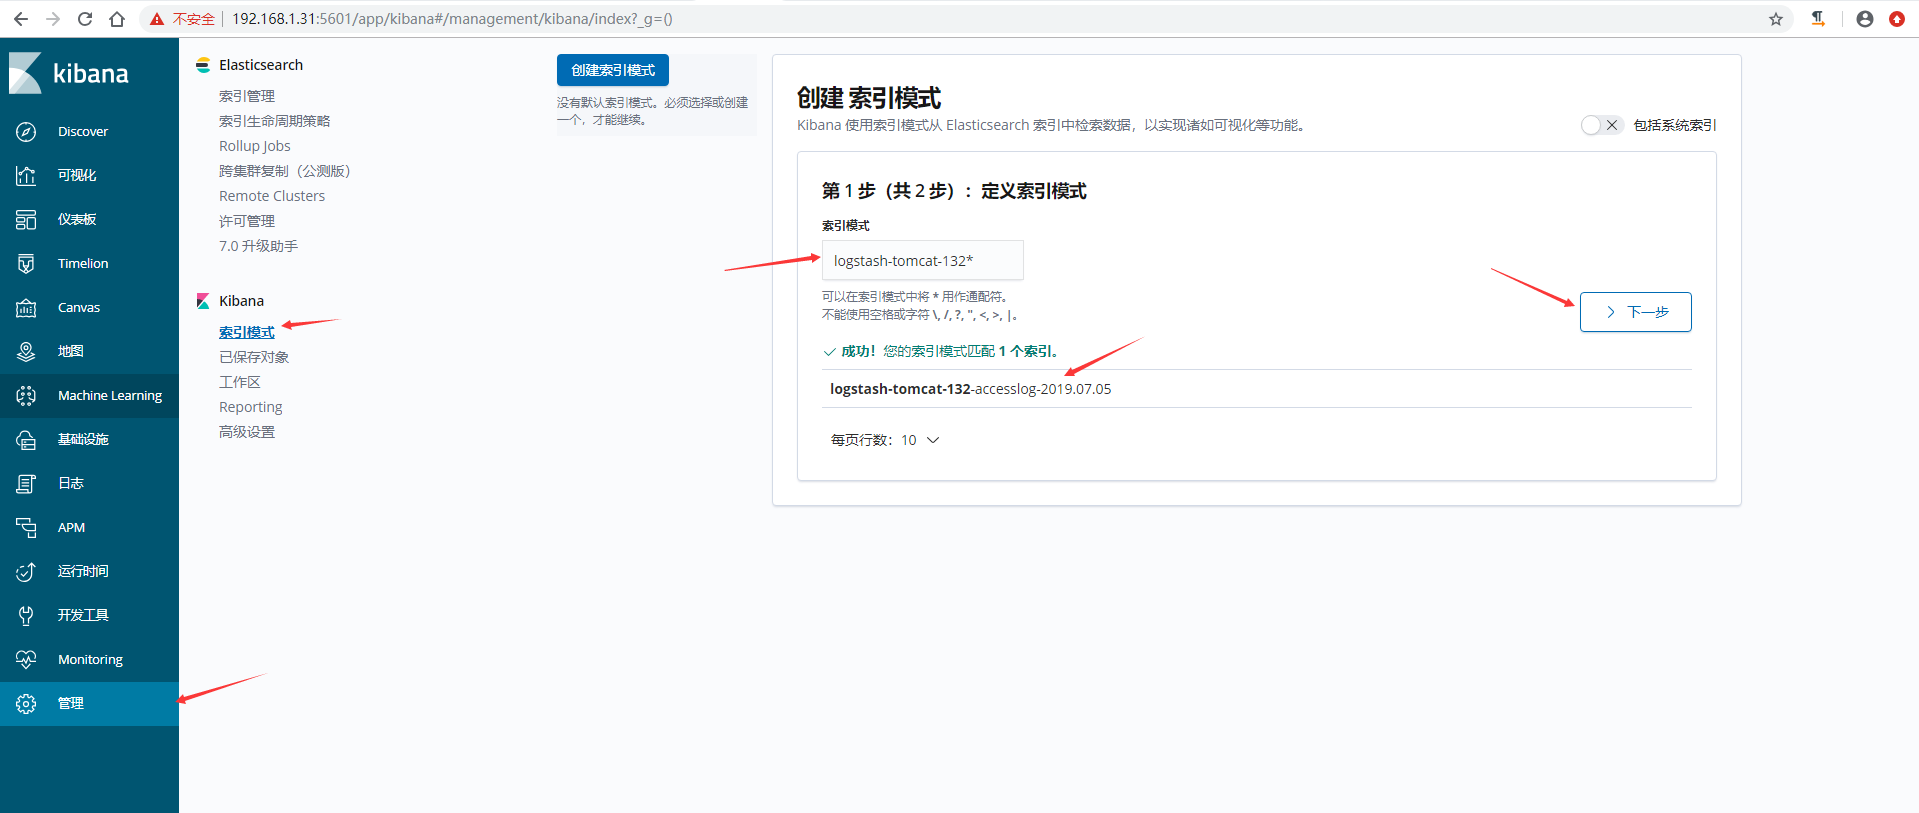 不安全 192.168.1.31:5601/app/kibana#/management/kibana/index?_g=()
kibana
Discover
可视化
仪表板
Timelion
Canvas
地图
Machine Learning
基础设施
日志
APM
运行时间
开发工具
Monitoring
管理
Elasticsearch
索引管理
索引生命周期策略
Rollup Jobs
跨集群复制（公测版）
Remote Clusters
许可管理
7.0 升级助手
Kibana
索引模式
已保存对象
工作区
Reporting
高级设置
创建索引模式
没有默认索引模式。必须选择或创建
一个，才能继续。
创建 索引模式
Kibana 使用索引模式从 Elasticsearch 索引中检索数据，以实现诸如可视化等功能。
包括系统索引
第 1 步（共 2 步）：定义索引模式
索引模式
logstash-tomcat-132*
可以在索引模式中将 * 用作通配符。
不能使用空格或字符 \, /, ?, ", <, >, |。
下一步
成功！您的索引模式匹配 1 个索引。
logstash-tomcat-132-accesslog-2019.07.05
每页行数：10